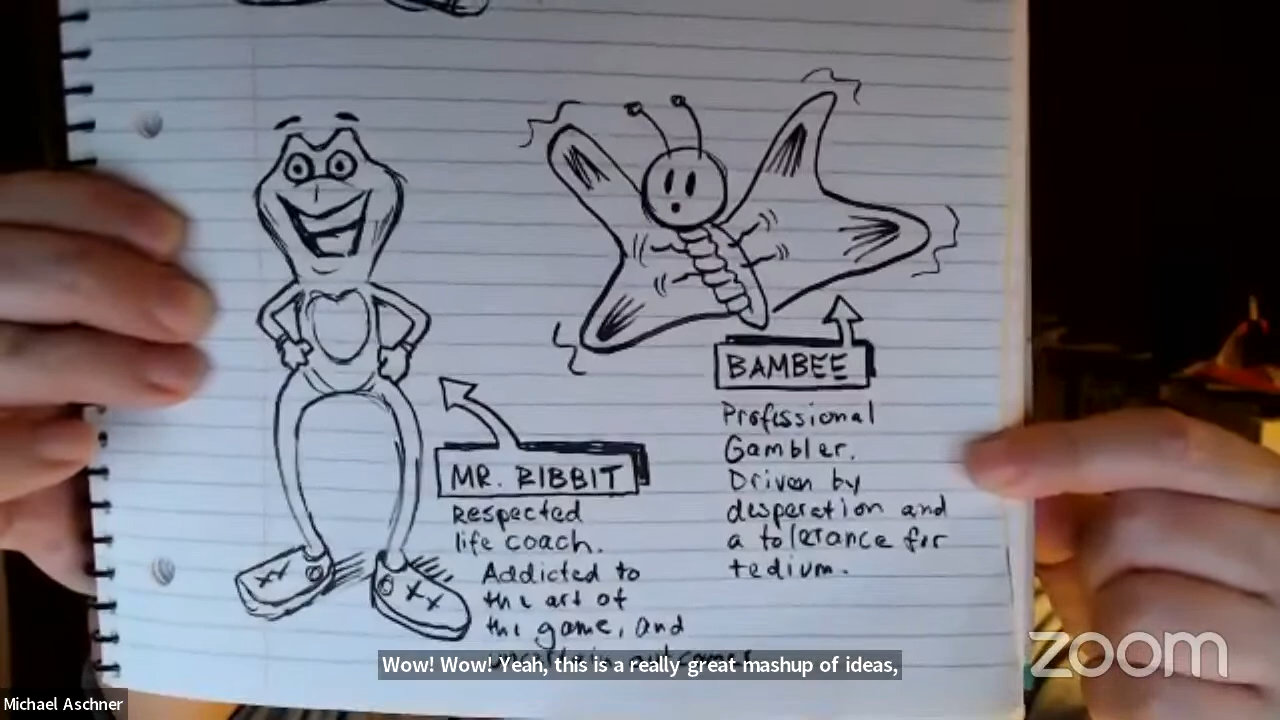 MR. RIBBIT
Respected
life coach.
Addicted to
the art of
the game, and
BAMBEE
Professional
Gambler.
Driven by
desperation and
a tolerance for
tedium.
Wow! Wow! Yeah, this is a really great mashup of ideas,
zoom
Michael Aschner